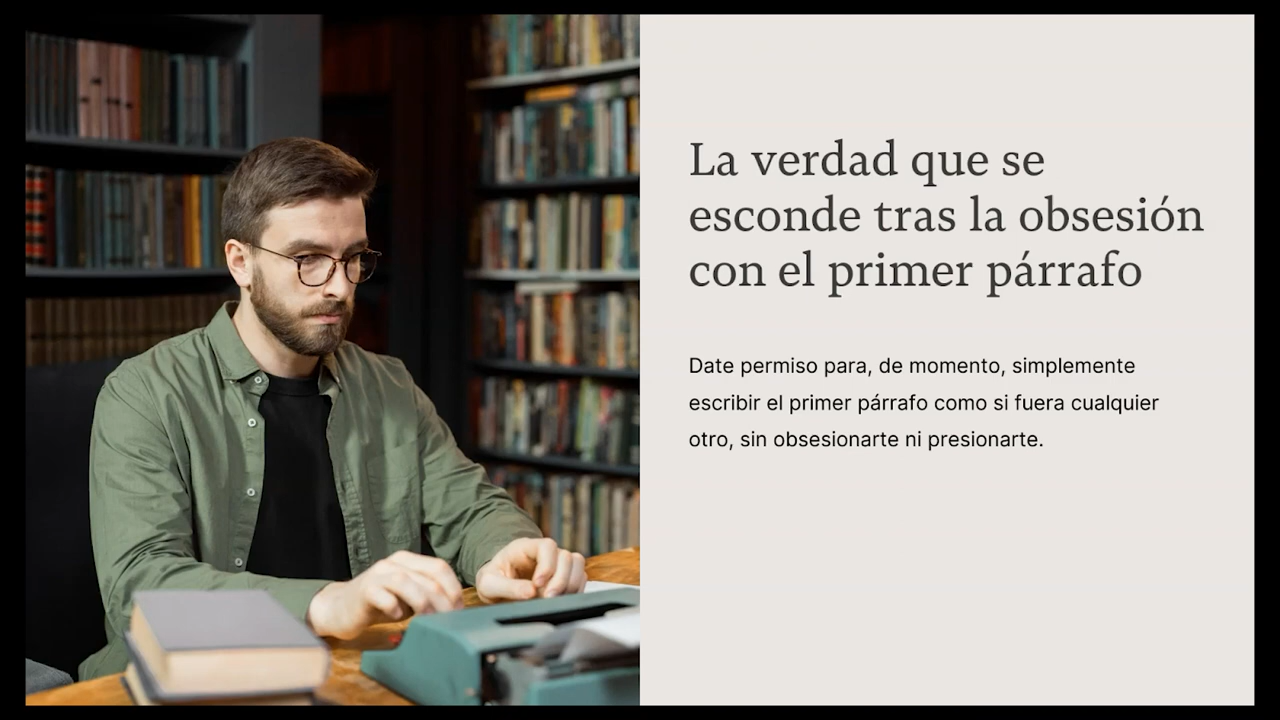 La verdad que se
esconde tras la obsesión
con el primer párrafo
Date permiso para, de momento, simplemente
escribir el primer párrafo como si fuera cualquier
otro, sin obsesionarte ni presionarte.